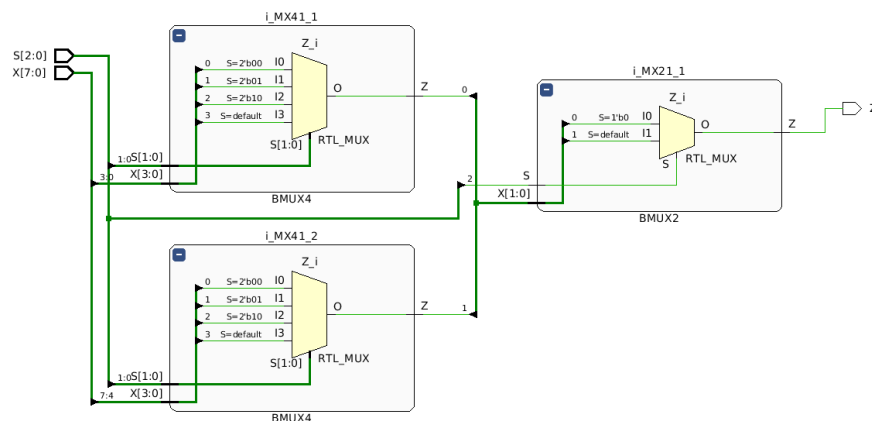 i_MX41_1
Z_i
S[2:0]
X[7:0]
0 S=2'b00 I0
1 S=2'b01 I1
2 S=2'b10 I2
3 S=default I3
O
Z
0
S[1:0]
RTL_MUX
1:0 S[1:0]
3:0 X[3:0]
BMUX4
i_MX21_1
Z_i
0 S=1'b0 I0
1 S=default I1
O
Z
S
RTL_MUX
2 S
X[1:0]
BMUX2
i_MX41_2
Z_i
0 S=2'b00 I0
1 S=2'b01 I1
2 S=2'b10 I2
3 S=default I3
O
Z
1
S[1:0]
RTL_MUX
1:0 S[1:0]
7:4 X[3:0]
BMUX4